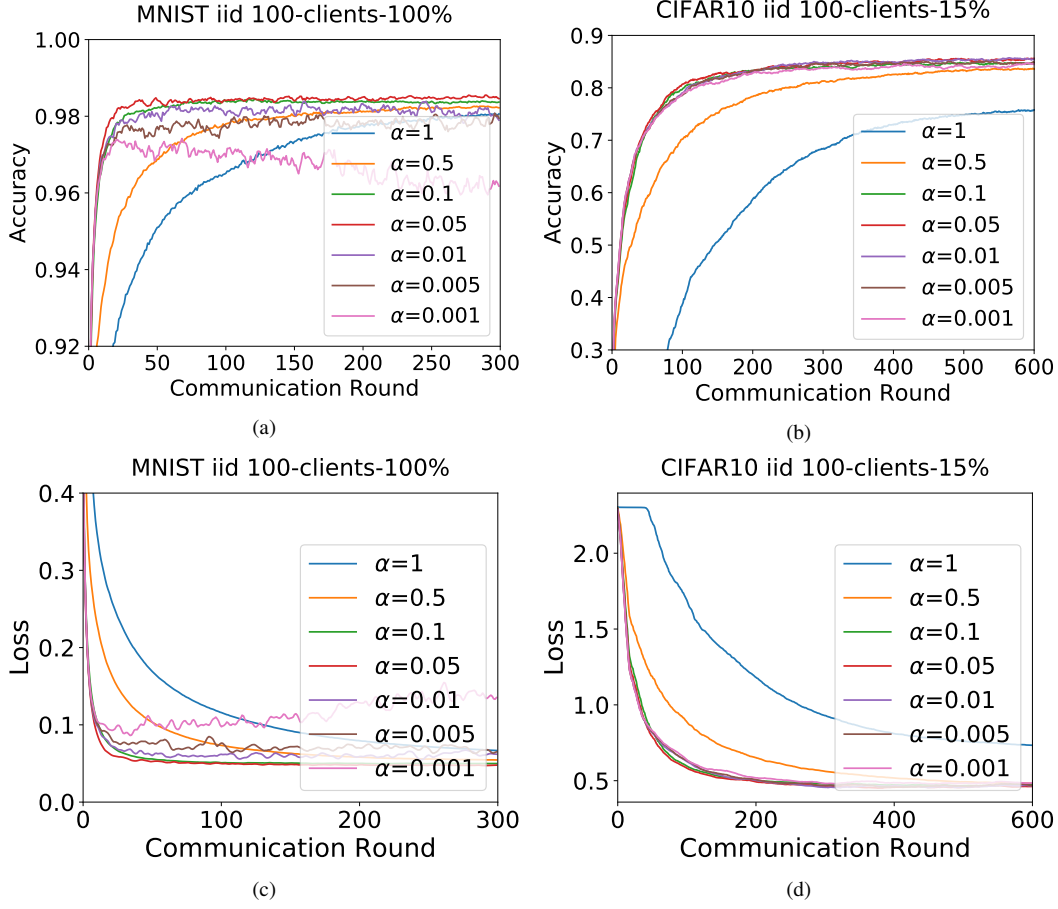 MNIST iid 100-clients-100%
1.00
0.98
0.96
0.94
0.92
Accuracy
0 50 100 150 200 250 300
Communication Round
α=1
α=0.5
α=0.1
α=0.05
α=0.01
α=0.005
α=0.001
(a)
CIFAR10 iid 100-clients-15%
0.9
0.8
0.7
0.6
0.5
0.4
0.3
Accuracy
0 100 200 300 400 500 600
Communication Round
α=1
α=0.5
α=0.1
α=0.05
α=0.01
α=0.005
α=0.001
(b)
MNIST iid 100-clients-100%
0.4
0.3
0.2
0.1
0.0
Loss
0 100 200 300
Communication Round
α=1
α=0.5
α=0.1
α=0.05
α=0.01
α=0.005
α=0.001
(c)
CIFAR10 iid 100-clients-15%
2.0
1.5
1.0
0.5
Loss
0 200 400 600
Communication Round
α=1
α=0.5
α=0.1
α=0.05
α=0.01
α=0.005
α=0.001
(d)